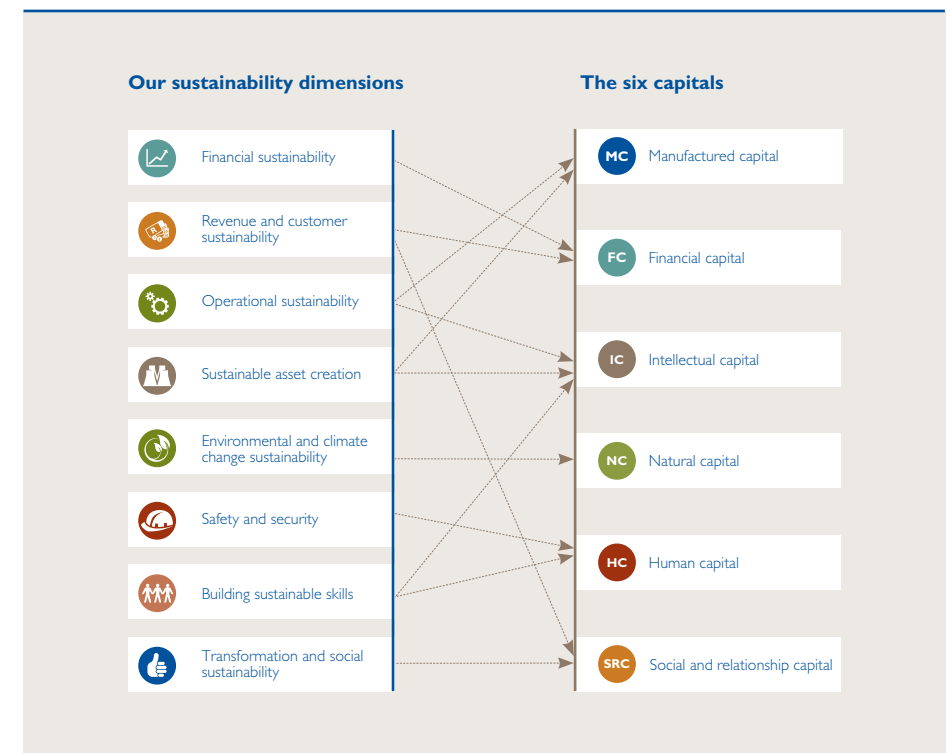 Our sustainability dimensions
The six capitals
Financial sustainability
Revenue and customer
sustainability
Operational sustainability
Sustainable asset creation
Environmental and climate
change sustainability
Safety and security
Building sustainable skills
Transformation and social
sustainability
MC Manufactured capital
FC Financial capital
IC Intellectual capital
NC Natural capital
HC Human capital
SRC Social and relationship capital